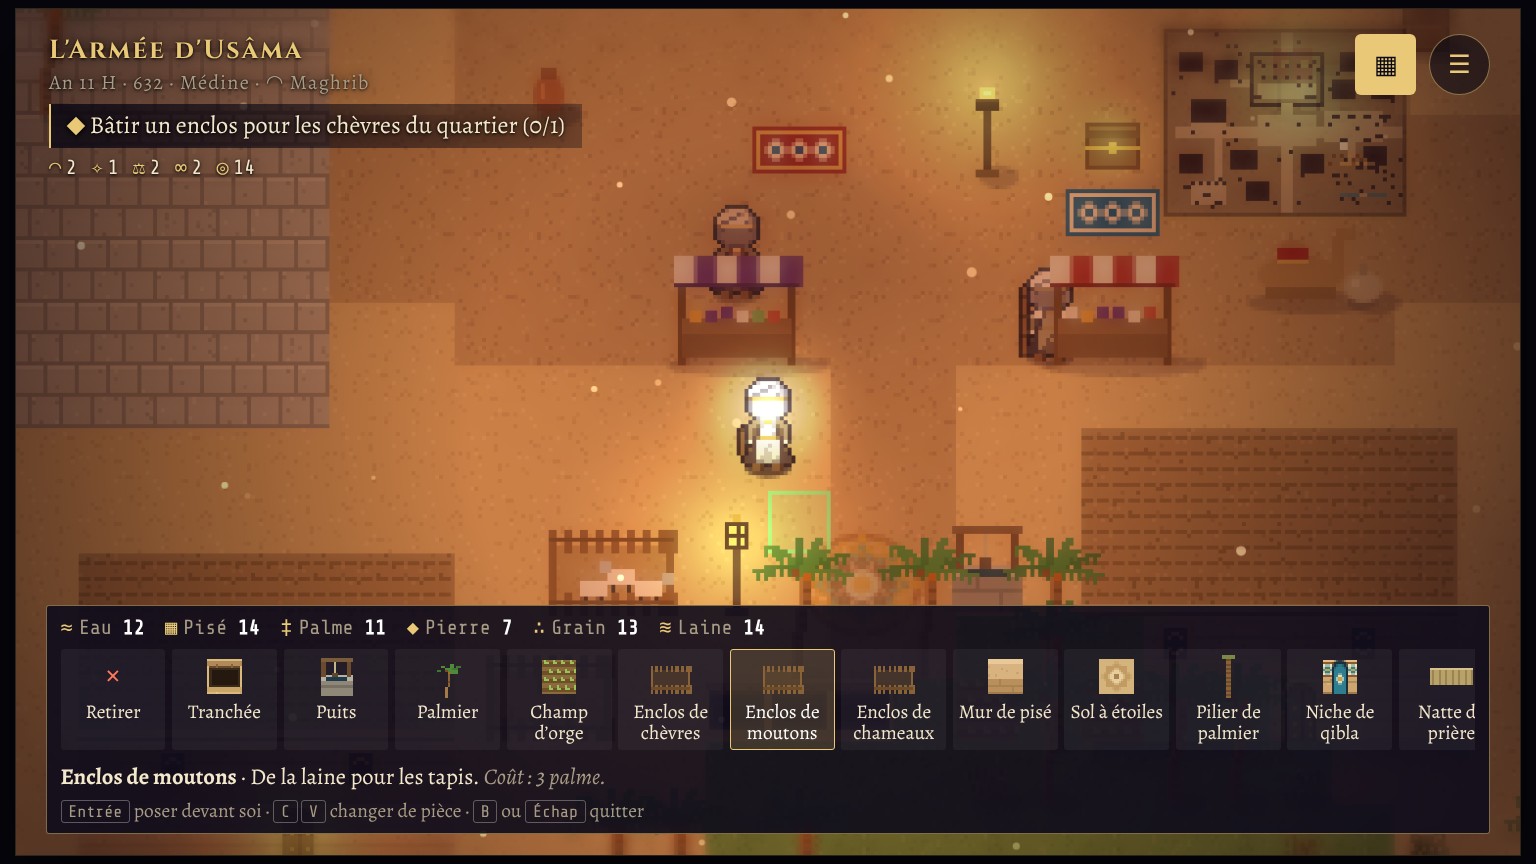 L'Armée d'Usâma
An 11 H · 632 · Médine · ◠ Maghrib
◆ Bâtir un enclos pour les chèvres du quartier (0/1)
◠ 2 ✧ 1 ⚖ 2 ∞ 2 ◎ 14
▦
☰
≈ Eau 12 ▦ Pisé 14 ‡ Palme 11 ◆ Pierre 7 ∴ Grain 13 ≋ Laine 14
✕
Retirer
Tranchée
Puits
Palmier
Champ d'orge
Enclos de chèvres
Enclos de moutons
Enclos de chameaux
Mur de pisé
Sol à étoiles
Pilier de palmier
Niche de qibla
Natte d
prière
Enclos de moutons · De la laine pour les tapis. Coût : 3 palme.
Entrée poser devant soi · C V changer de pièce · B ou Échap quitter